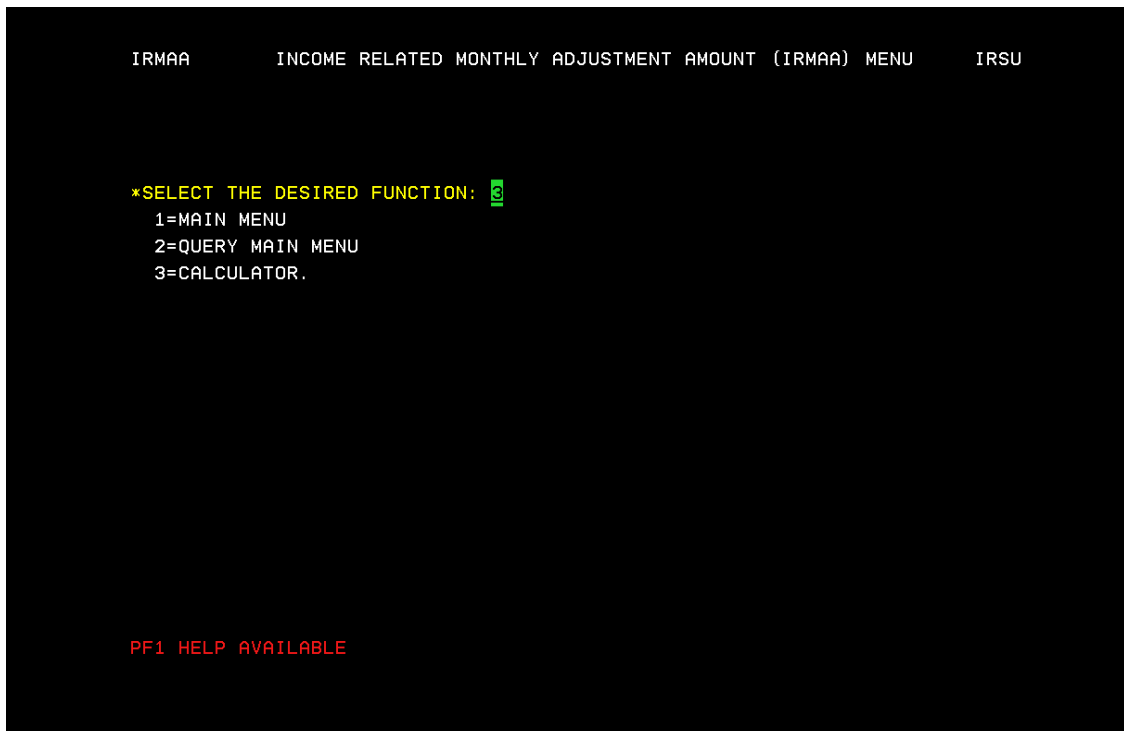 IRMAA INCOME RELATED MONTHLY ADJUSTMENT AMOUNT (IRMAA) MENU IRSU
*SELECT THE DESIRED FUNCTION: 3
1=MAIN MENU
2=QUERY MAIN MENU
3=CALCULATOR.
PF1 HELP AVAILABLE